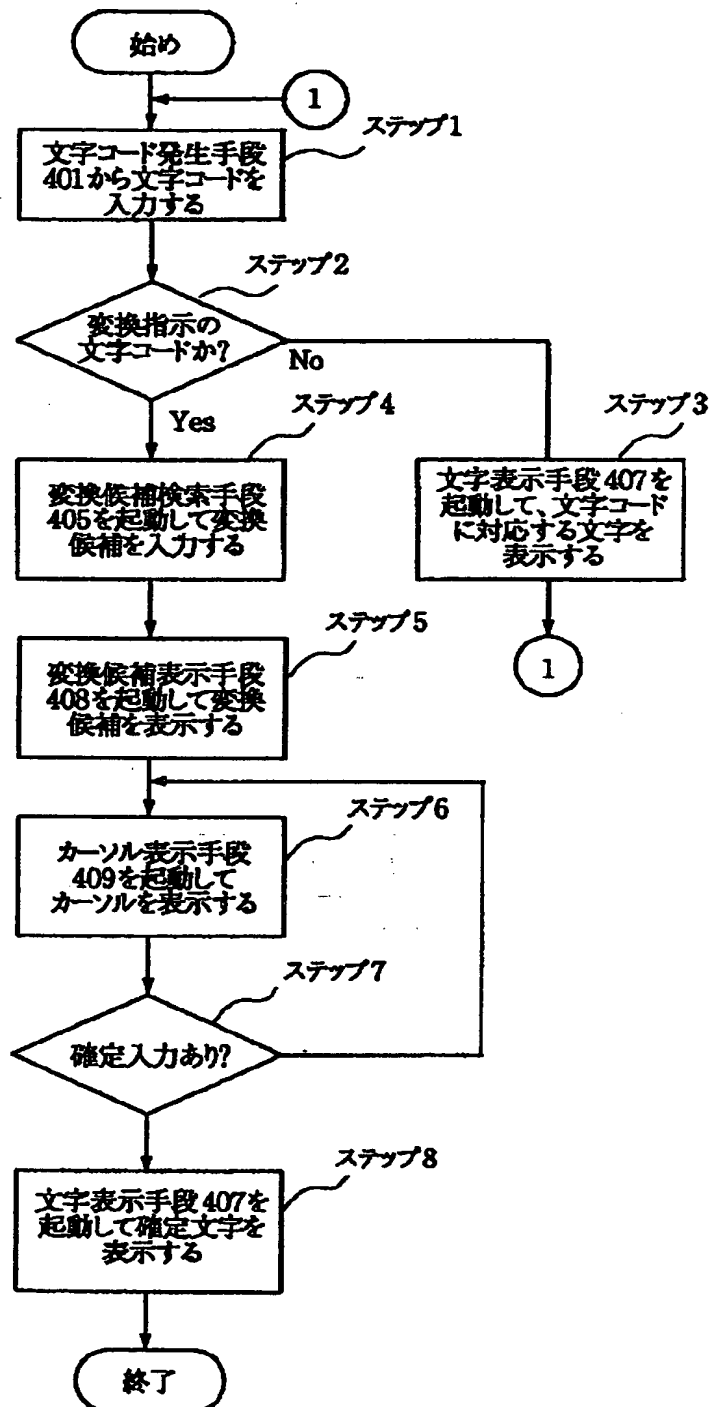 始め
1
ステップ1
文字コード発生手段
401から文字コードを
入力する
ステップ2
変換指示の
文字コードか?
No
Yes
ステップ4
変換候補検索手段
405を起動して変換
候補を入力する
ステップ3
文字表示手段407を
起動して、文字コード
に対応する文字を
表示する
1
ステップ5
変換候補表示手段
408を起動して変換
候補を表示する
ステップ6
カーソル表示手段
409を起動して
カーソルを表示する
ステップ7
確定入力あり?
ステップ8
文字表示手段407を
起動して確定文字を
表示する
終了